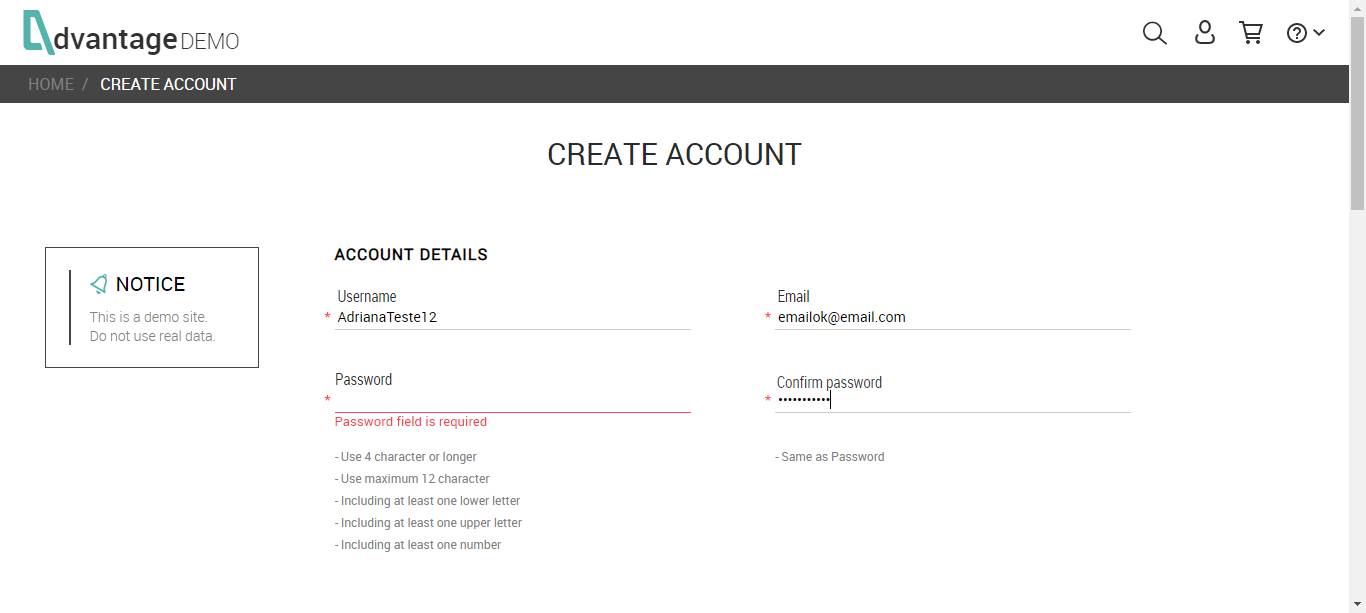 Advantage DEMO
HOME / CREATE ACCOUNT
CREATE ACCOUNT
NOTICE
This is a demo site.
Do not use real data.
ACCOUNT DETAILS
Username
* AdrianaTeste12
Email
* emailok@email.com
Password
*
Password field is required
- Use 4 character or longer
- Use maximum 12 character
- Including at least one lower letter
- Including at least one upper letter
- Including at least one number
Confirm password
* •••••••••••
- Same as Password